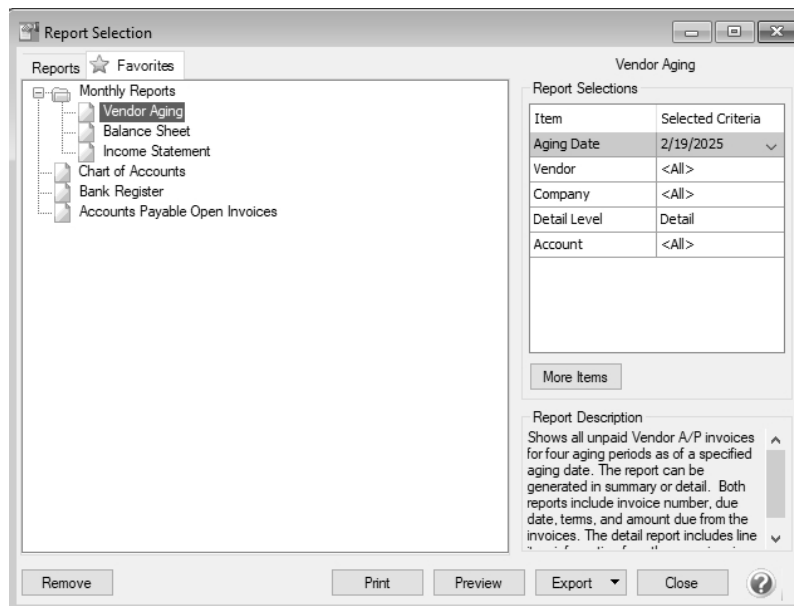 Report Selection
Reports
Favorites
Monthly Reports
Vendor Aging
Balance Sheet
Income Statement
Chart of Accounts
Bank Register
Accounts Payable Open Invoices
Vendor Aging
Report Selections
Item Selected Criteria
Aging Date 2/19/2025
Vendor <All>
Company <All>
Detail Level Detail
Account <All>
More Items
Report Description
Shows all unpaid Vendor A/P invoices
for four aging periods as of a specified
aging date. The report can be
generated in summary or detail. Both
reports include invoice number, due
date, terms, and amount due from the
invoices. The detail report includes line
Remove Print Preview Export Close ?